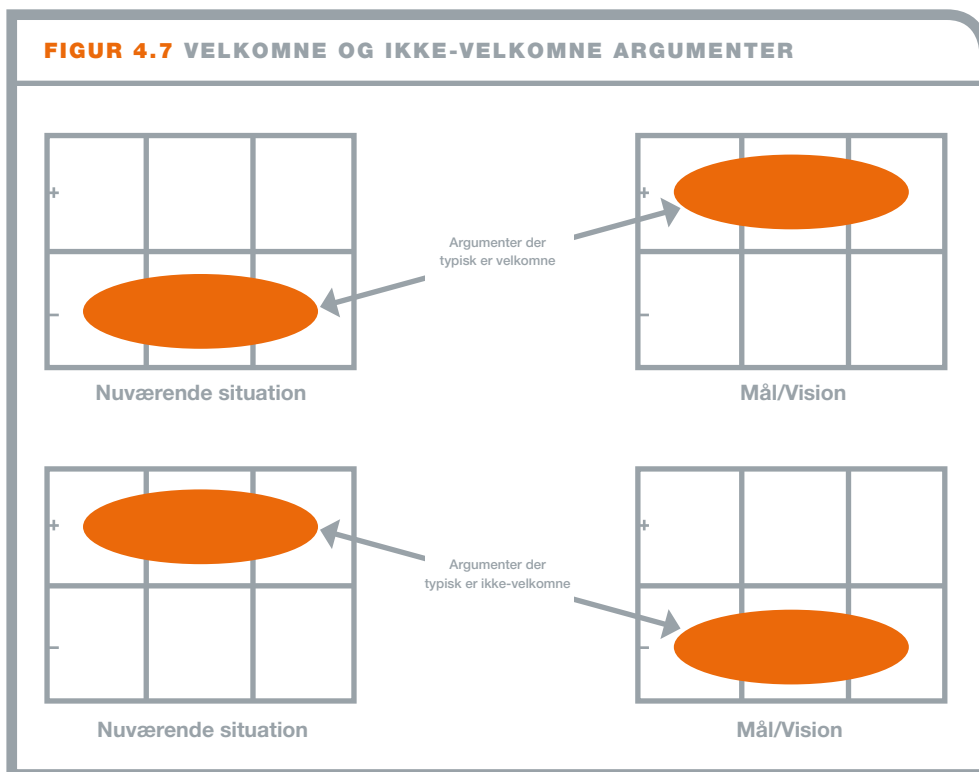 FIGUR 4.7 VELKOMNE OG IKKE-VELKOMNE ARGUMENTER
+
+
Argumenter der
typisk er velkomne
–
–
Nuværende situation
Mål/Vision
+
+
Argumenter der
typisk er ikke-velkomne
–
–
Nuværende situation
Mål/Vision